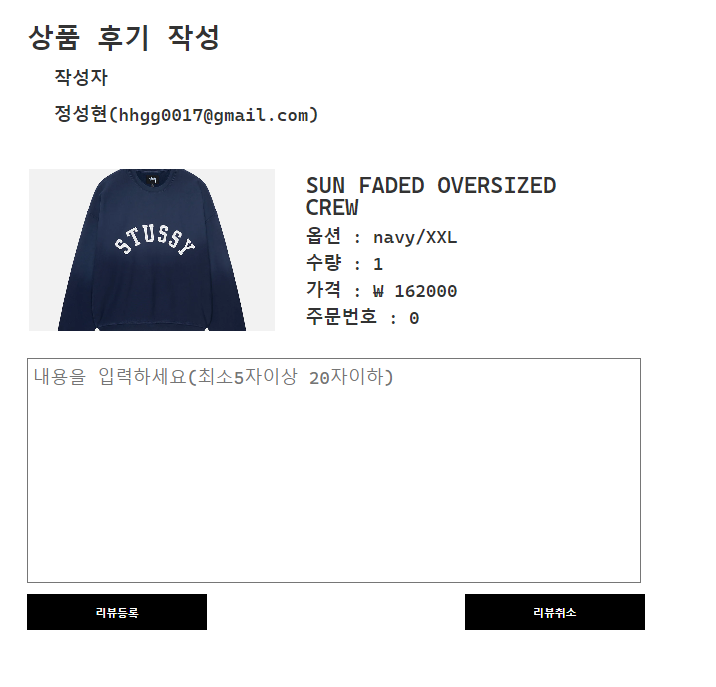 상품 후기 작성
작성자
정성현(hhgg0017@gmail.com)
STUSSY
SUN FADED OVERSIZED
CREW
옵션 : navy/XXL
수량 : 1
가격 : ₩ 162000
주문번호 : 0
내용을 입력하세요(최소5자이상 20자이하)
리뷰등록
리뷰취소